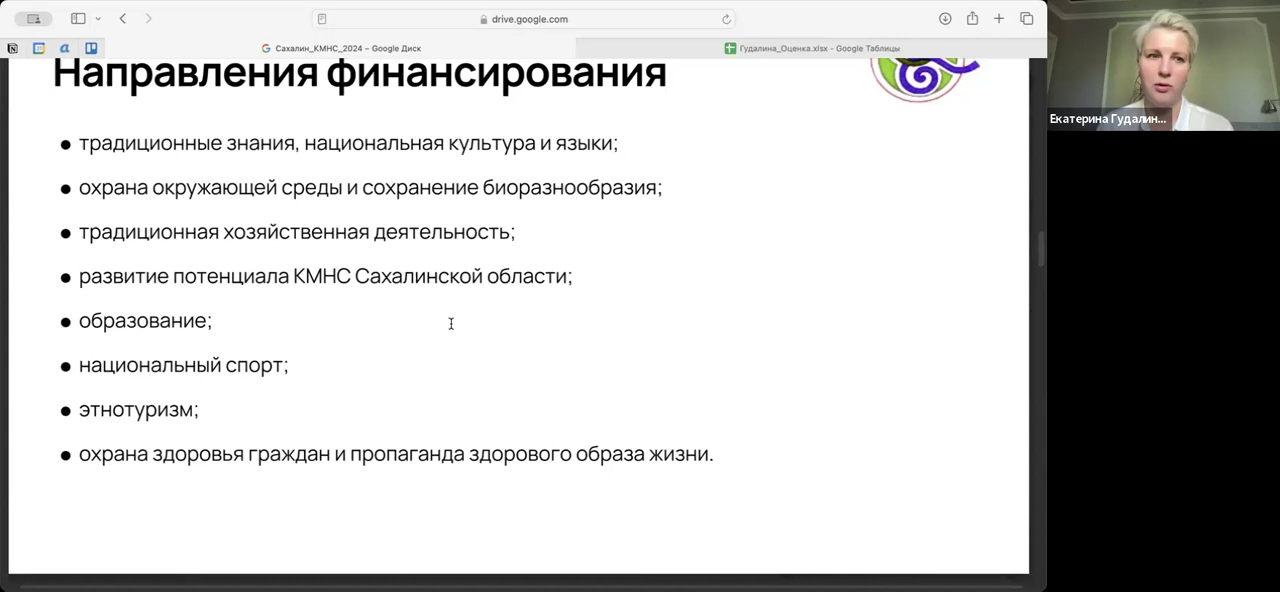 drive.google.com
Сахалин_КМНС_2024 – Google Диск
Гудалина_Оценка.xlsx - Google Таблицы
Направления финансирования
● традиционные знания, национальная культура и языки;
● охрана окружающей среды и сохранение биоразнообразия;
● традиционная хозяйственная деятельность;
● развитие потенциала КМНС Сахалинской области;
● образование;
● национальный спорт;
● этнотуризм;
● охрана здоровья граждан и пропаганда здорового образа жизни.
Екатерина Гудалин...